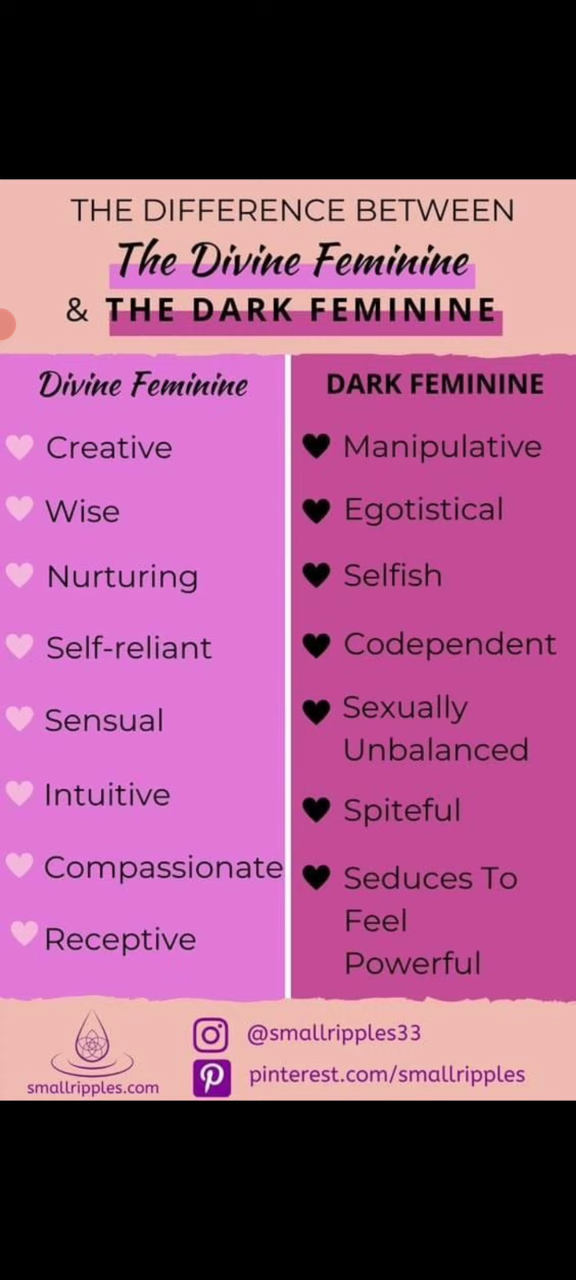 THE DIFFERENCE BETWEEN
The Divine Feminine
& THE DARK FEMININE
Divine Feminine
Creative
Wise
Nurturing
Self-reliant
Sensual
Intuitive
Compassionate
Receptive
DARK FEMININE
Manipulative
Egotistical
Selfish
Codependent
Sexually
Unbalanced
Spiteful
Seduces To
Feel
Powerful
smallripples.com
@smallripples33
pinterest.com/smallripples